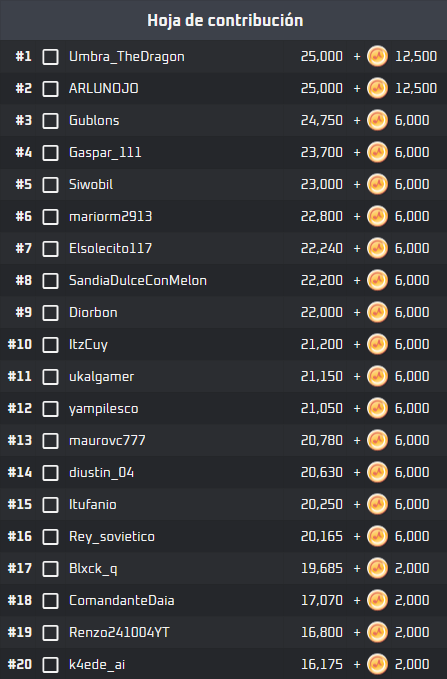 Hoja de contribución
#1 Umbra_TheDragon 25,000 + 12,500
#2 ARLUNOJO 25,000 + 12,500
#3 Gublons 24,750 + 6,000
#4 Gaspar_111 23,700 + 6,000
#5 Siwobil 23,000 + 6,000
#6 mariorm2913 22,800 + 6,000
#7 Elsolecito117 22,240 + 6,000
#8 SandiaDulceConMelon 22,200 + 6,000
#9 Diorbon 22,000 + 6,000
#10 ItzCuy 21,200 + 6,000
#11 ukalgamer 21,150 + 6,000
#12 yampilesco 21,050 + 6,000
#13 maurovc777 20,780 + 6,000
#14 diustin_04 20,630 + 6,000
#15 Itufanio 20,250 + 6,000
#16 Rey_sovietico 20,165 + 6,000
#17 Blxck_q 19,685 + 2,000
#18 ComandanteDaia 17,070 + 2,000
#19 Renzo241004YT 16,800 + 2,000
#20 k4ede_ai 16,175 + 2,000